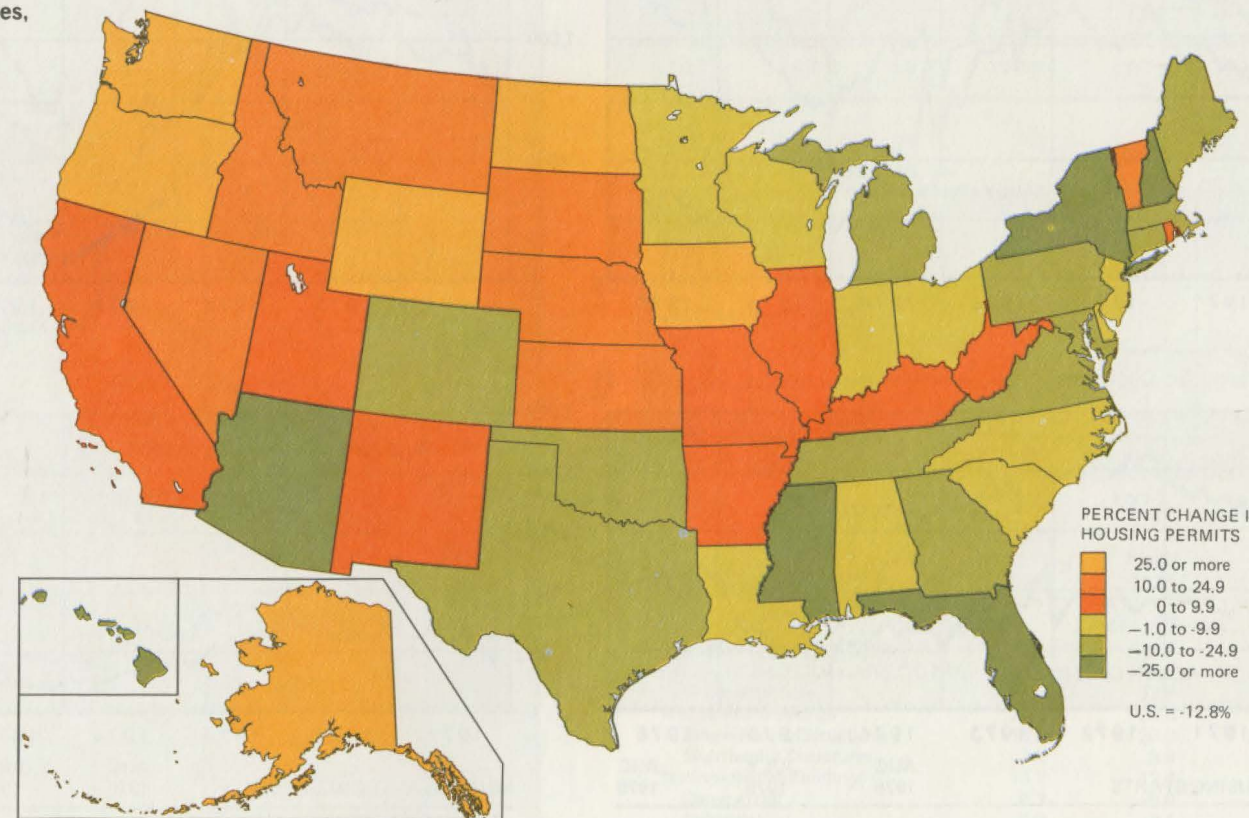 es,
PERCENT CHANGE I
HOUSING PERMITS
25.0 or more
10.0 to 24.9
0 to 9.9
−1.0 to -9.9
−10.0 to -24.9
−25.0 or more
U.S. = -12.8%